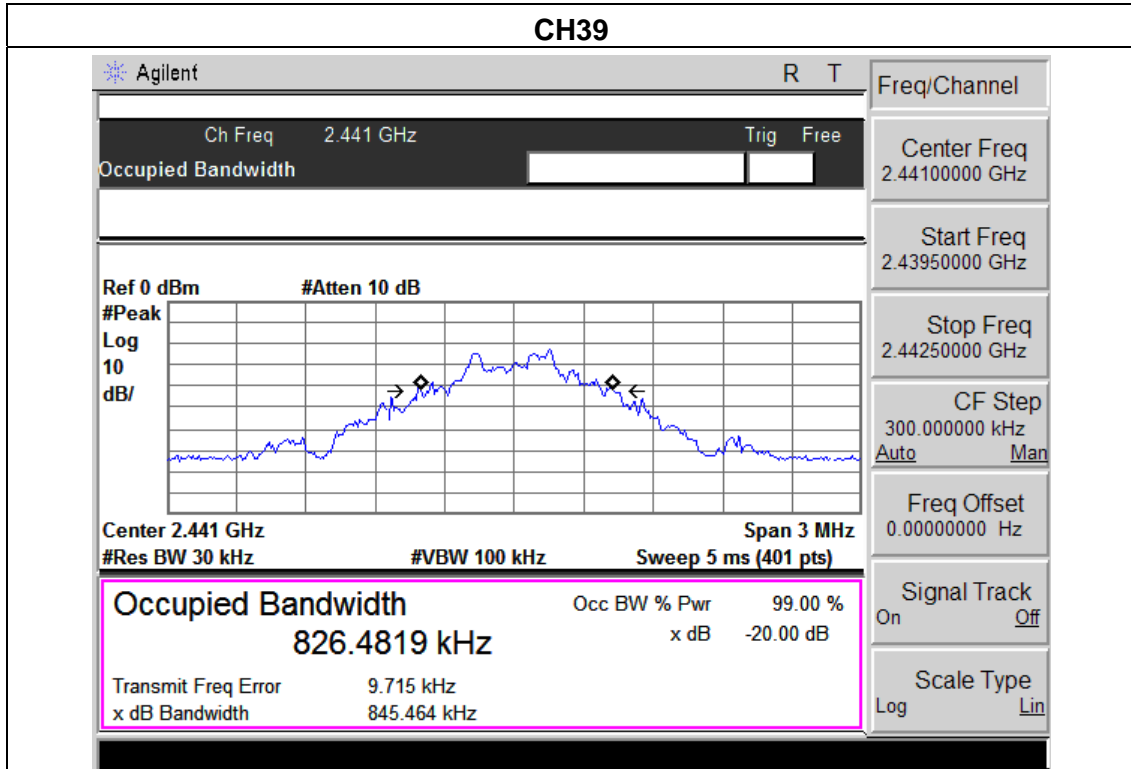 CH39
Agilent R T
Freq/Channel
Ch Freq 2.441 GHz Trig Free
Occupied Bandwidth
Center Freq
2.44100000 GHz
Start Freq
2.43950000 GHz
Ref 0 dBm #Atten 10 dB
#Peak
Log
10
dB/
Stop Freq
2.44250000 GHz
CF Step
300.000000 kHz
Auto Man
Freq Offset
0.00000000 Hz
Center 2.441 GHz Span 3 MHz
#Res BW 30 kHz #VBW 100 kHz Sweep 5 ms (401 pts)
Signal Track
On Off
Occupied Bandwidth Occ BW % Pwr 99.00 %
826.4819 kHz x dB -20.00 dB
Transmit Freq Error 9.715 kHz
x dB Bandwidth 845.464 kHz
Scale Type
Log Lin